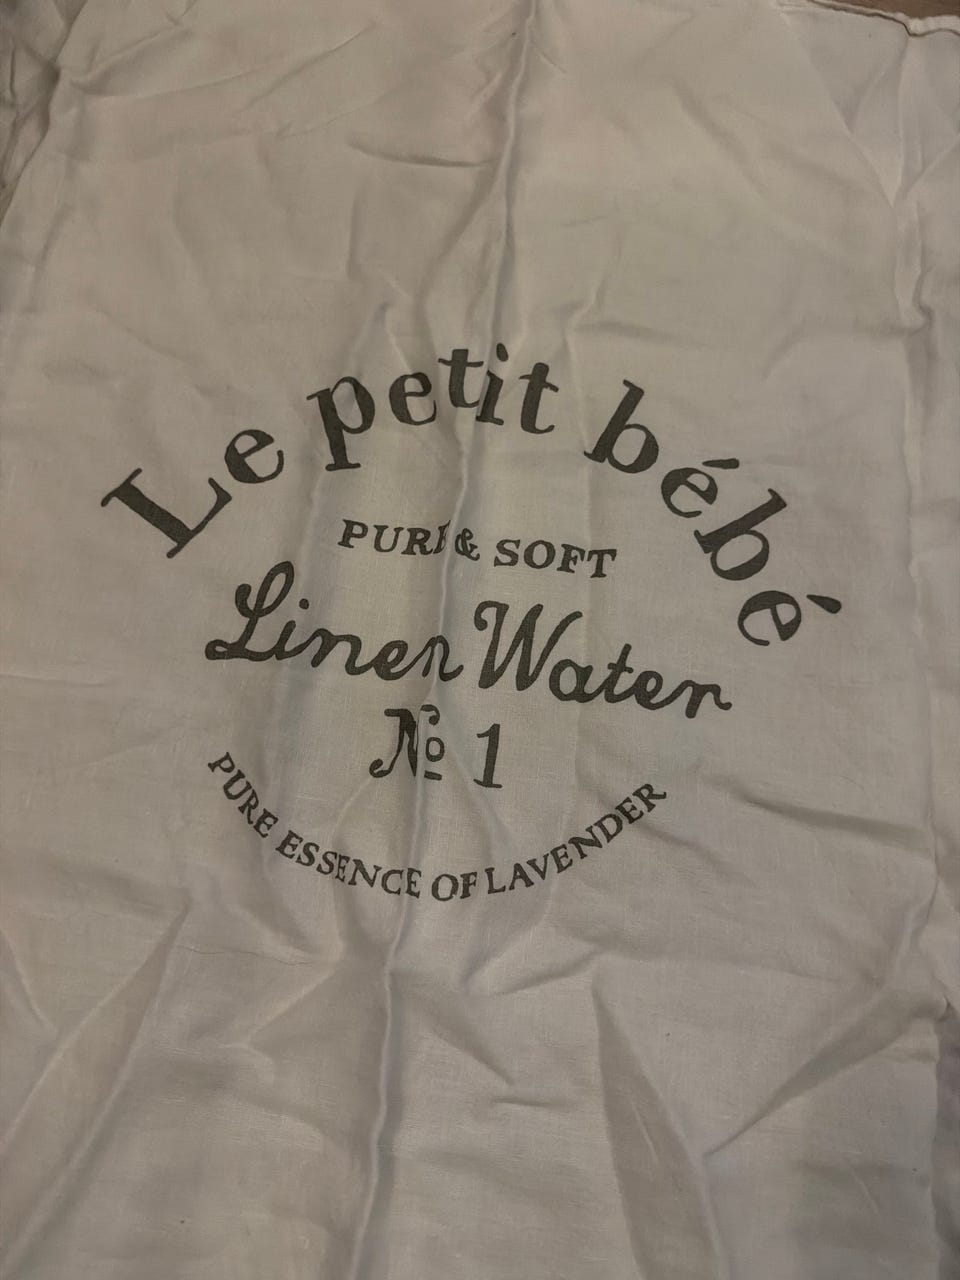 Le petit bébé
PURE & SOFT
Linen Water
No 1
PURE ESSENCE OF LAVENDER